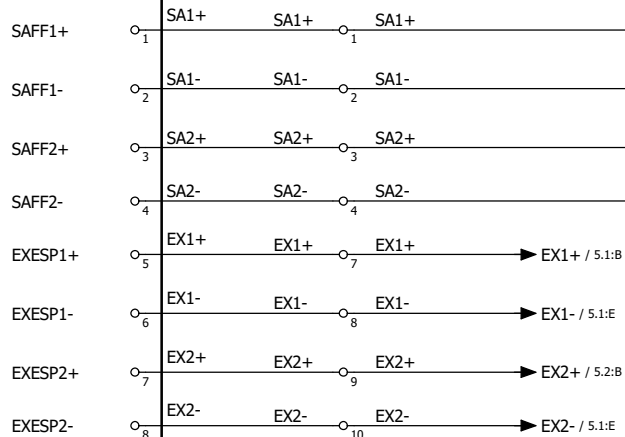 SAFF1+ 1 SA1+ SA1+ 1 SA1+
SAFF1- 2 SA1- SA1- 2 SA1-
SAFF2+ 3 SA2+ SA2+ 3 SA2+
SAFF2- 4 SA2- SA2- 4 SA2-
EXESP1+ 5 EX1+ EX1+ 7 EX1+ EX1+ / 5.1:B
EXESP1- 6 EX1- EX1- 8 EX1- EX1- / 5.1:E
EXESP2+ 7 EX2+ EX2+ 9 EX2+ EX2+ / 5.2:B
EXESP2- 8 EX2- EX2- 10 EX2- EX2- / 5.1:E